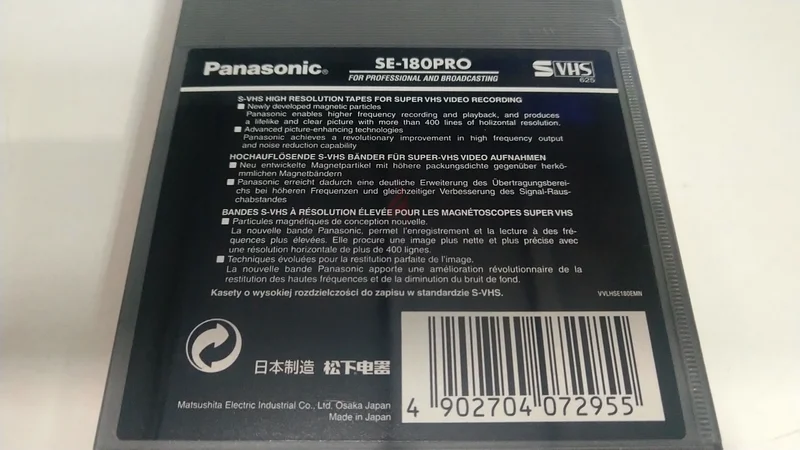 Panasonic®
SE-180PRO
FOR PROFESSIONAL AND BROADCASTING
S VHS
625
S-VHS HIGH RESOLUTION TAPES FOR SUPER VHS VIDEO RECORDING
■ Newly developed magnetic particles
Panasonic enables higher frequency recording and playback, and produces
a lifelike and clear picture with more than 400 lines of holizontal resolution.
■ Advanced picture-enhancing technologies
Panasonic achieves a revolutionary improvement in high frequency output
and noise reduction capability
HOCHAUFLÖSENDE S-VHS BÄNDER FÜR SUPER-VHS VIDEO AUFNAHMEN
■ Neu entwickelte Magnetpartikel mit höhere packungsdichte gegenüber herkö-
mmlichen Magnetbändern
■ Panasonic erreicht dadurch eine deutliche Erweiterung des Übertragungsberei-
chs bei höheren Frequenzen und gleichzeitiger Verbesserung des Signal-Raus-
chabstandes
BANDES S-VHS À RÉSOLUTION ÉLEVÉE POUR LES MAGNÉTOSCOPES SUPER VHS
■ Particules magnétiques de conception nouvelle.
La nouvelle bande Panasonic, permet l'enregistrement et la lecture à des fré-
quences plus élevées. Elle procure une image plus nette et plus précise avec
une résolution horizontale de plus de 400 lignes.
■ Techniques évoluées pour la restitution parfaite de l'image.
La nouvelle bande Panasonic apporte une amélioration révolutionnaire de la
restitution des hautes fréquences et de la diminution du bruit de fond.
Kasety o wysokiej rozdzielczości do zapisu w standardzie S-VHS.
VVLHSE180EMN
日本制造 松下电器
Matsushita Electric Industrial Co., Ltd. Osaka Japan
Made in Japan
4 902704 072955